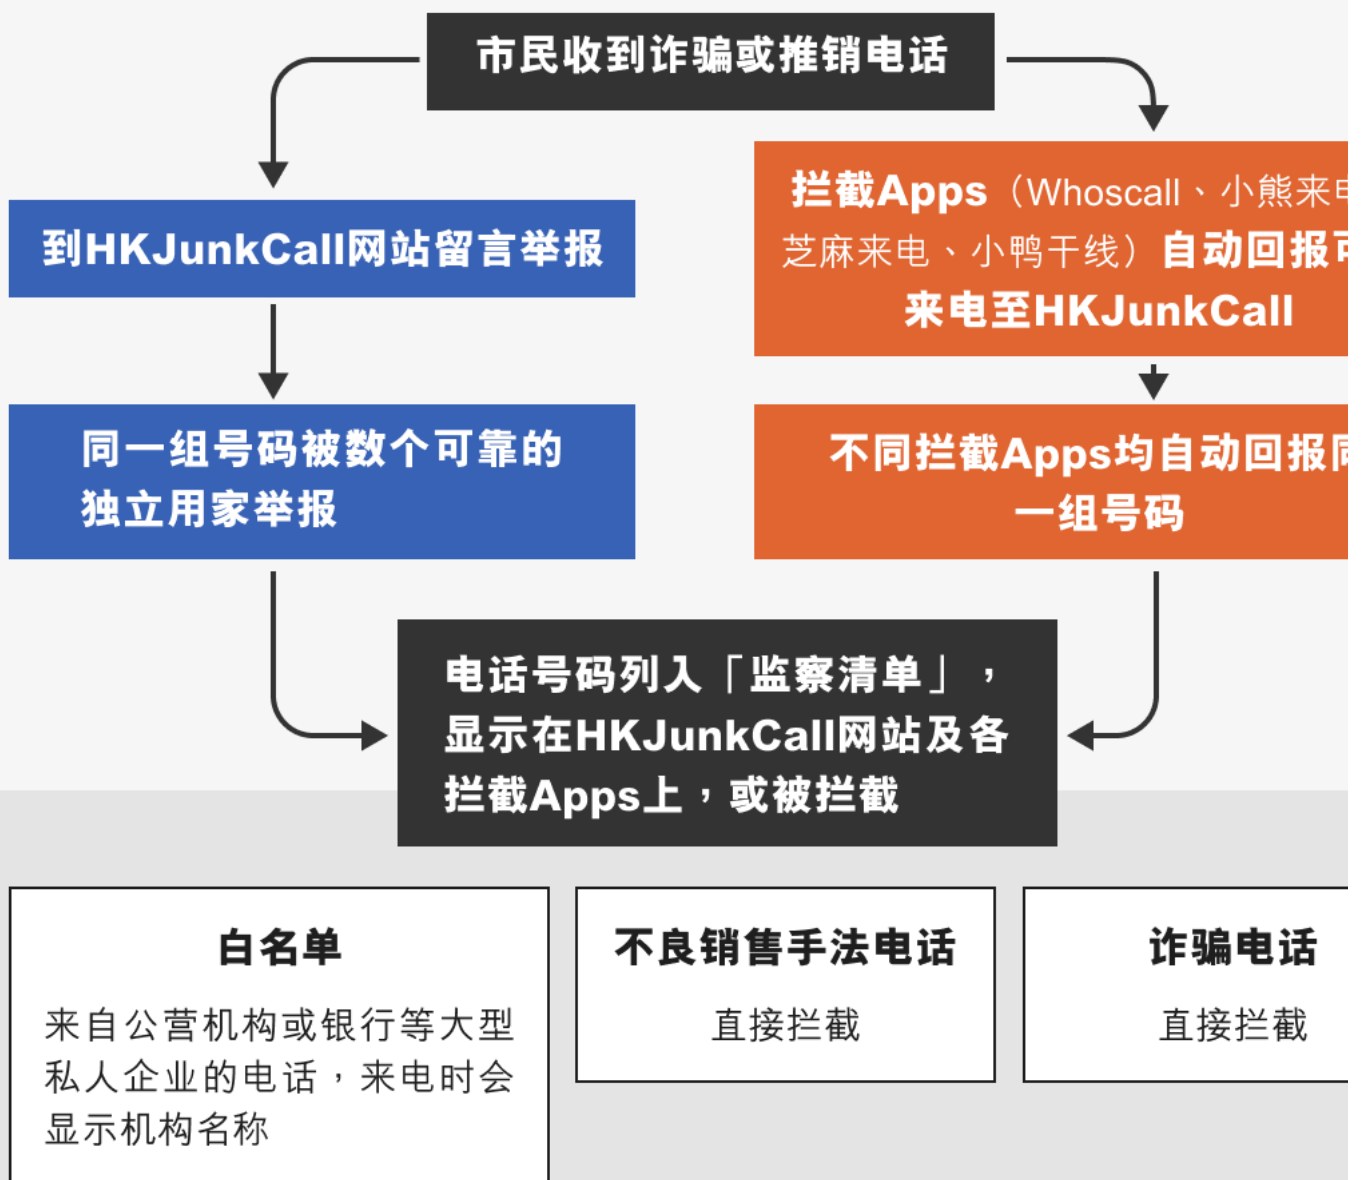 市民收到诈骗或推销电话
到HKJunkCall网站留言举报
拦截Apps（Whoscall、小熊来电
芝麻来电、小鸭干线）自动回报可
来电至HKJunkCall
同一组号码被数个可靠的
独立用家举报
不同拦截Apps均自动回报同
一组号码
电话号码列入「监察清单」，
显示在HKJunkCall网站及各
拦截Apps上，或被拦截
白名单
来自公营机构或银行等大型
私人企业的电话，来电时会
显示机构名称
不良销售手法电话
直接拦截
诈骗电话
直接拦截